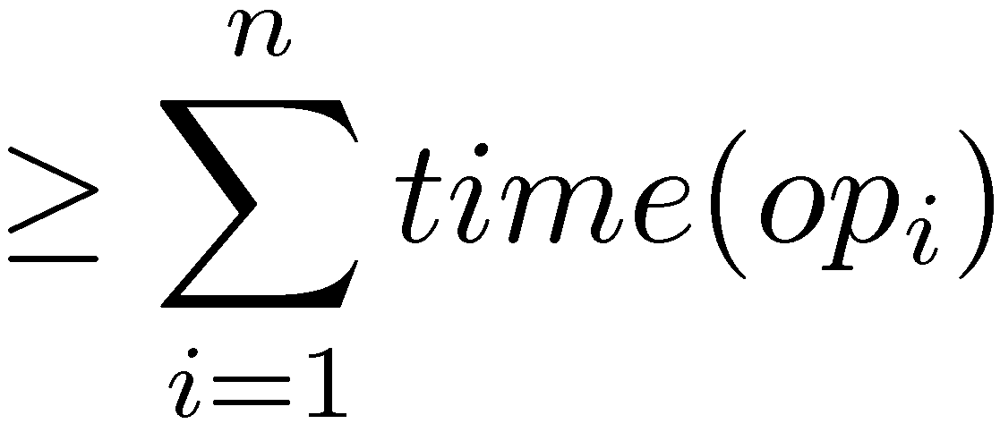 ≥ ∑_{i=1}^{n} time(op_i)